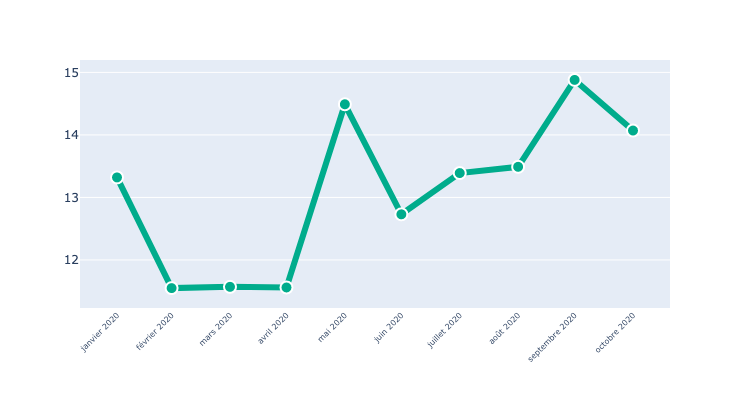 15
14
13
12
janvier 2020
février 2020
mars 2020
avril 2020
mai 2020
juin 2020
juillet 2020
août 2020
septembre 2020
octobre 2020